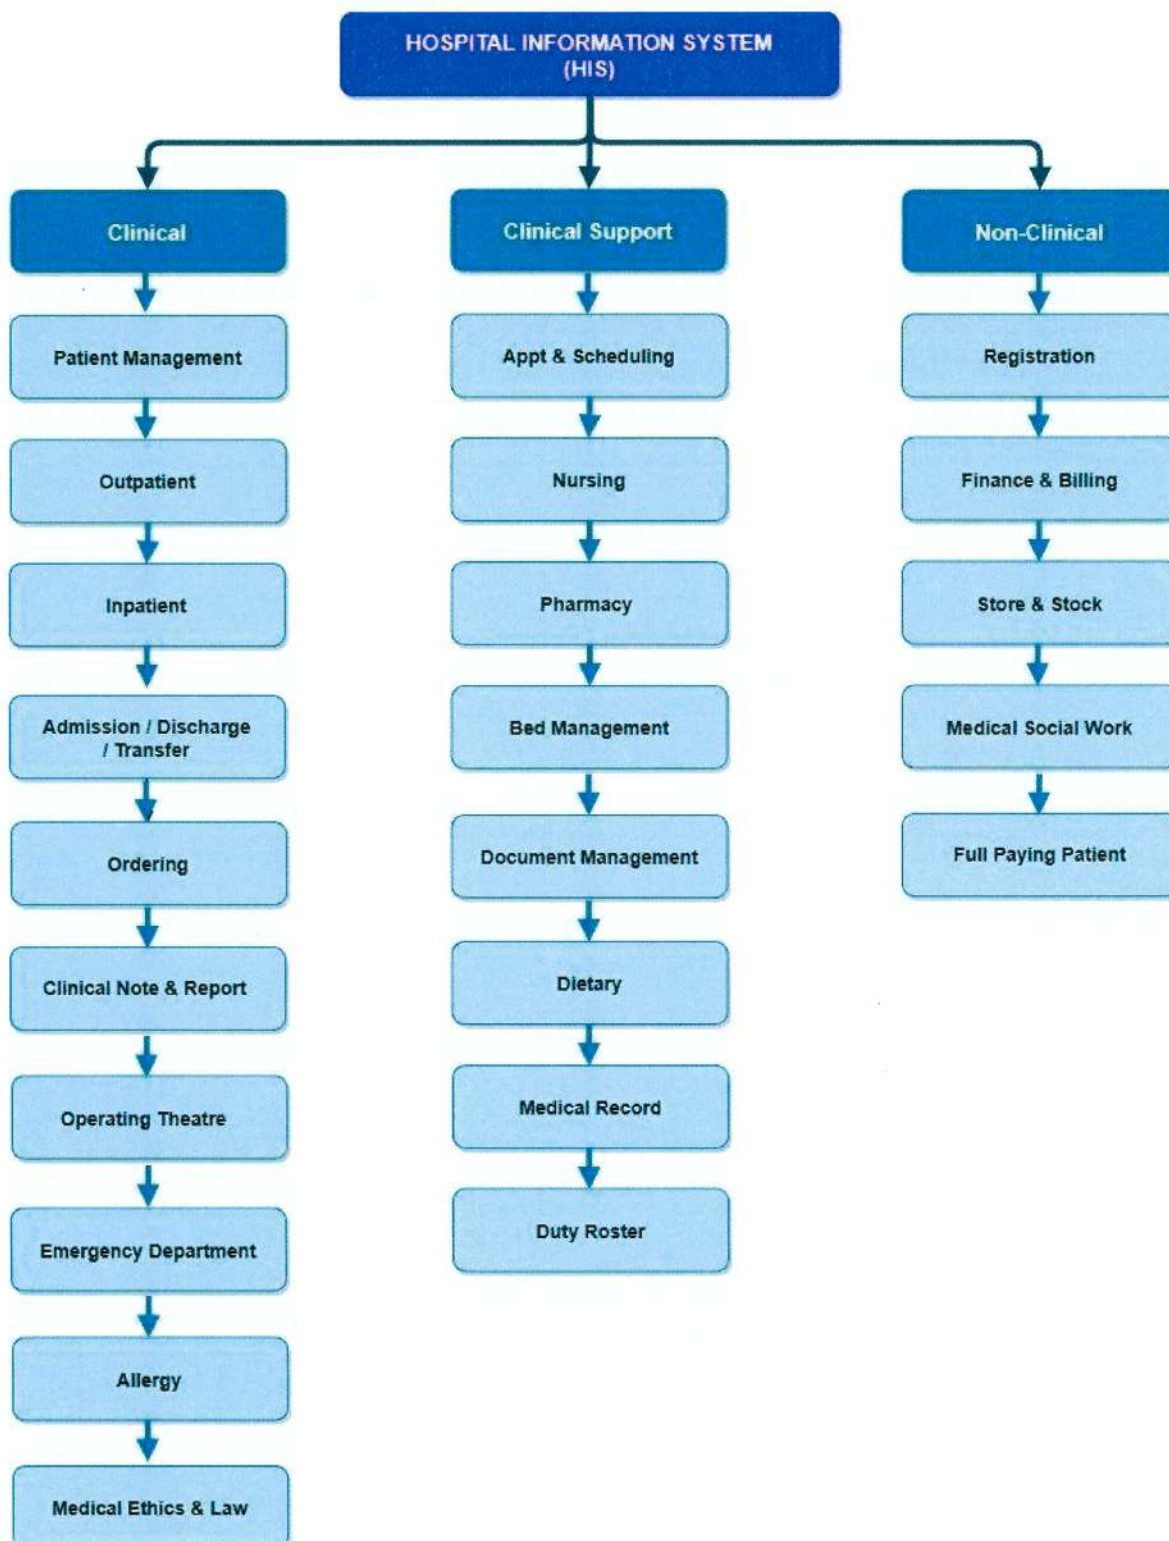 HOSPITAL INFORMATION SYSTEM
(HIS)
Clinical
Patient Management
Outpatient
Inpatient
Admission / Discharge
/ Transfer
Ordering
Clinical Note & Report
Operating Theatre
Emergency Department
Allergy
Medical Ethics & Law
Clinical Support
Appt & Scheduling
Nursing
Pharmacy
Bed Management
Document Management
Dietary
Medical Record
Duty Roster
Non-Clinical
Registration
Finance & Billing
Store & Stock
Medical Social Work
Full Paying Patient